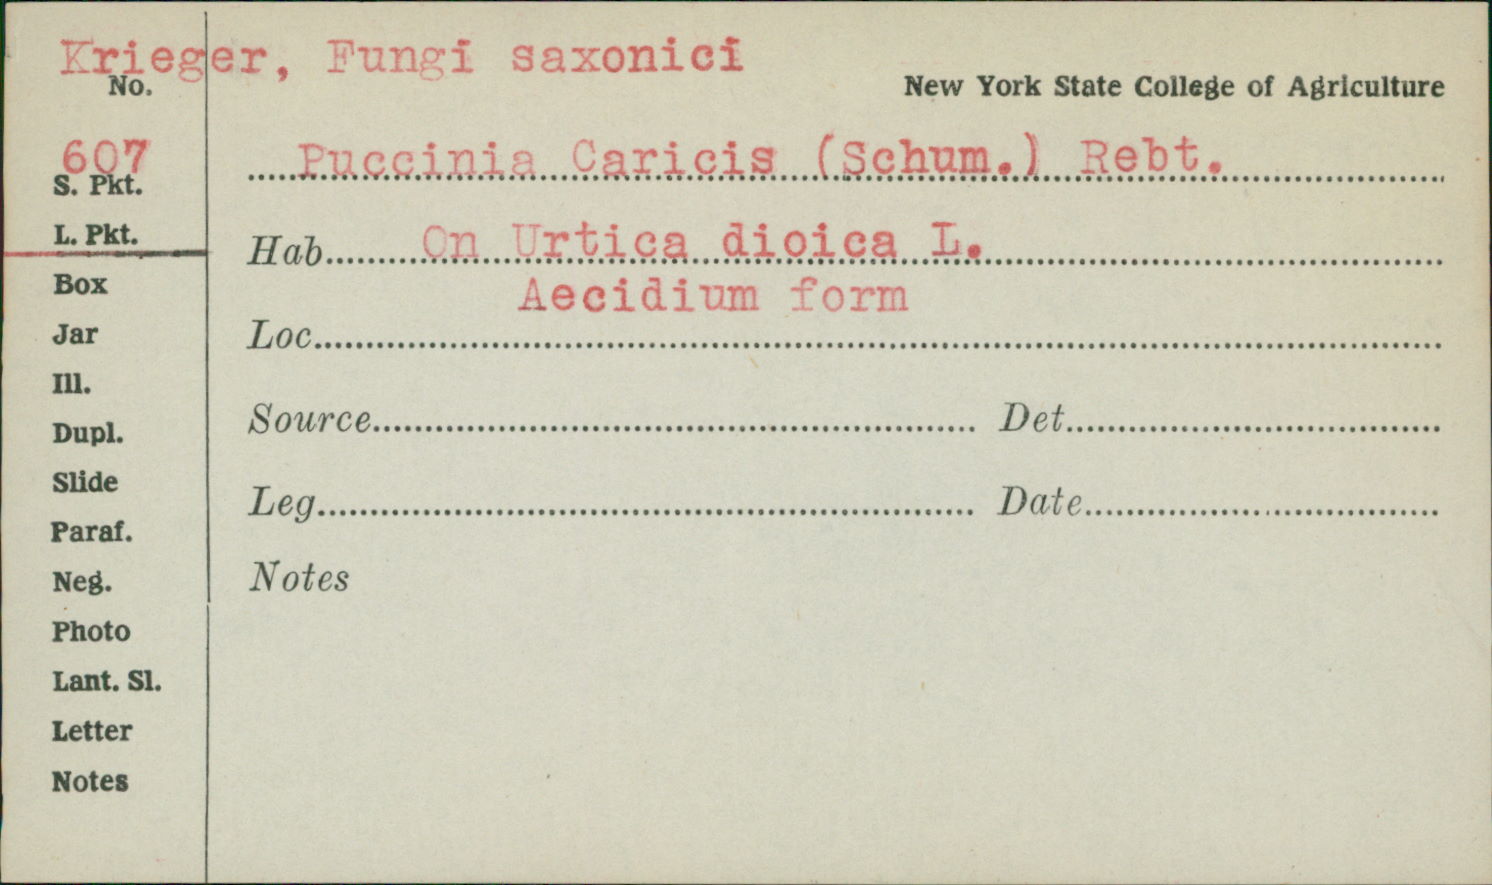 Krieger, Fungi saxonici
No.
New York State College of Agriculture
607
Puccinia Caricis (Schum.) Rebt.
S. Pkt.
L. Pkt.
Hab. On Urtica dioica L.
Box
Aecidium form
Jar
Loc.
Ill.
Dupl.
Source Det.
Slide
Leg. Date
Paraf.
Neg.
Notes
Photo
Lant. Sl.
Letter
Notes